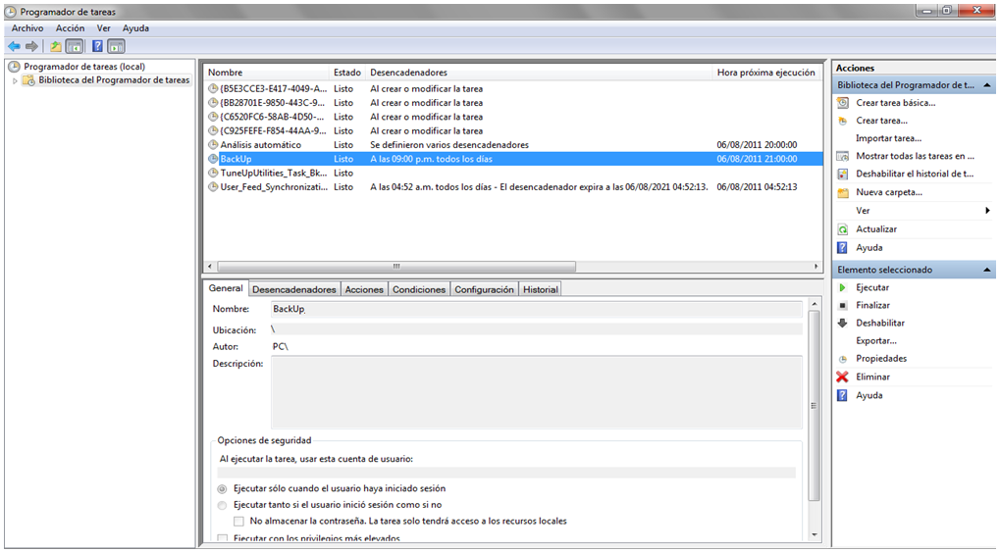 Programador de tareas
Archivo Acción Ver Ayuda
Programador de tareas (local)
Biblioteca del Programador de tareas
Nombre Estado Desencadenadores Hora próxima ejecución
{B5E3CCE3-E417-4049-A... Listo Al crear o modificar la tarea
{BB28701E-9850-443C-9... Listo Al crear o modificar la tarea
{C6520FC6-58AB-4D50-... Listo Al crear o modificar la tarea
{C925FEFE-F854-44AA-9... Listo Al crear o modificar la tarea
Análisis automático Listo Se definieron varios desencadenadores 06/08/2011 20:00:00
BackUp Listo A las 09:00 p.m. todos los días 06/08/2011 21:00:00
TuneUpUtilities_Task_Bk... Listo
User_Feed_Synchronizati... Listo A las 04:52 a.m. todos los días - El desencadenador expira a las 06/08/2021 04:52:13. 06/08/2011 04:52:13
General Desencadenadores Acciones Condiciones Configuración Historial
Nombre: BackUp
Ubicación: \
Autor: PC\
Descripción:
Opciones de seguridad
Al ejecutar la tarea, usar esta cuenta de usuario:
Ejecutar sólo cuando el usuario haya iniciado sesión
Ejecutar tanto si el usuario inició sesión como si no
No almacenar la contraseña. La tarea solo tendrá acceso a los recursos locales
Ejecutar con los privilegios más elevados
Acciones
Biblioteca del Programador de t...
Crear tarea básica...
Crear tarea...
Importar tarea...
Mostrar todas las tareas en ...
Deshabilitar el historial de t...
Nueva carpeta...
Ver
Actualizar
Ayuda
Elemento seleccionado
Ejecutar
Finalizar
Deshabilitar
Exportar...
Propiedades
Eliminar
Ayuda